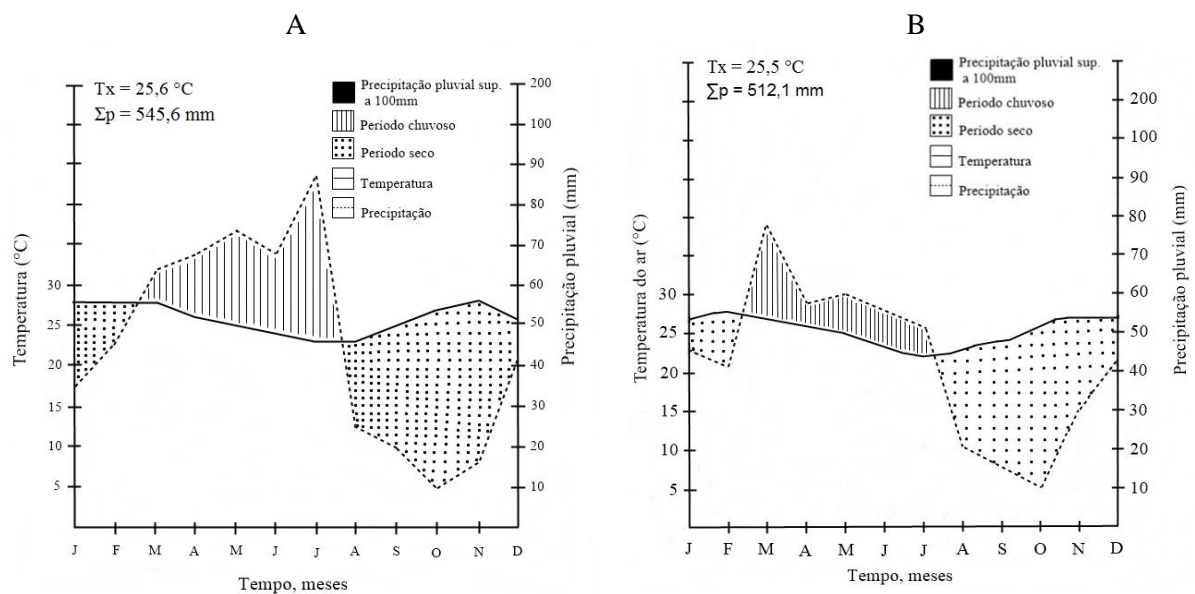 A
Tx = 25,6 °C
Σp = 545,6 mm
Precipitação pluvial sup.
a 100mm
Período chuvoso
Período seco
Temperatura
Precipitação
Temperatura (°C)
30
25
20
15
10
5
200
100
90
80
70
60
50
40
30
20
10
Precipitação pluvial (mm)
J F M A M J J A S O N D
Tempo, meses
B
Tx = 25,5 °C
Σp = 512,1 mm
Precipitação pluvial sup.
a 100mm
Período chuvoso
Período seco
Temperatura
Precipitação
Temperatura do ar (°C)
30
25
20
15
10
5
200
100
90
80
70
60
50
40
30
20
10
Precipitação pluvial (mm)
J F M A M J J A S O N D
Tempo, meses